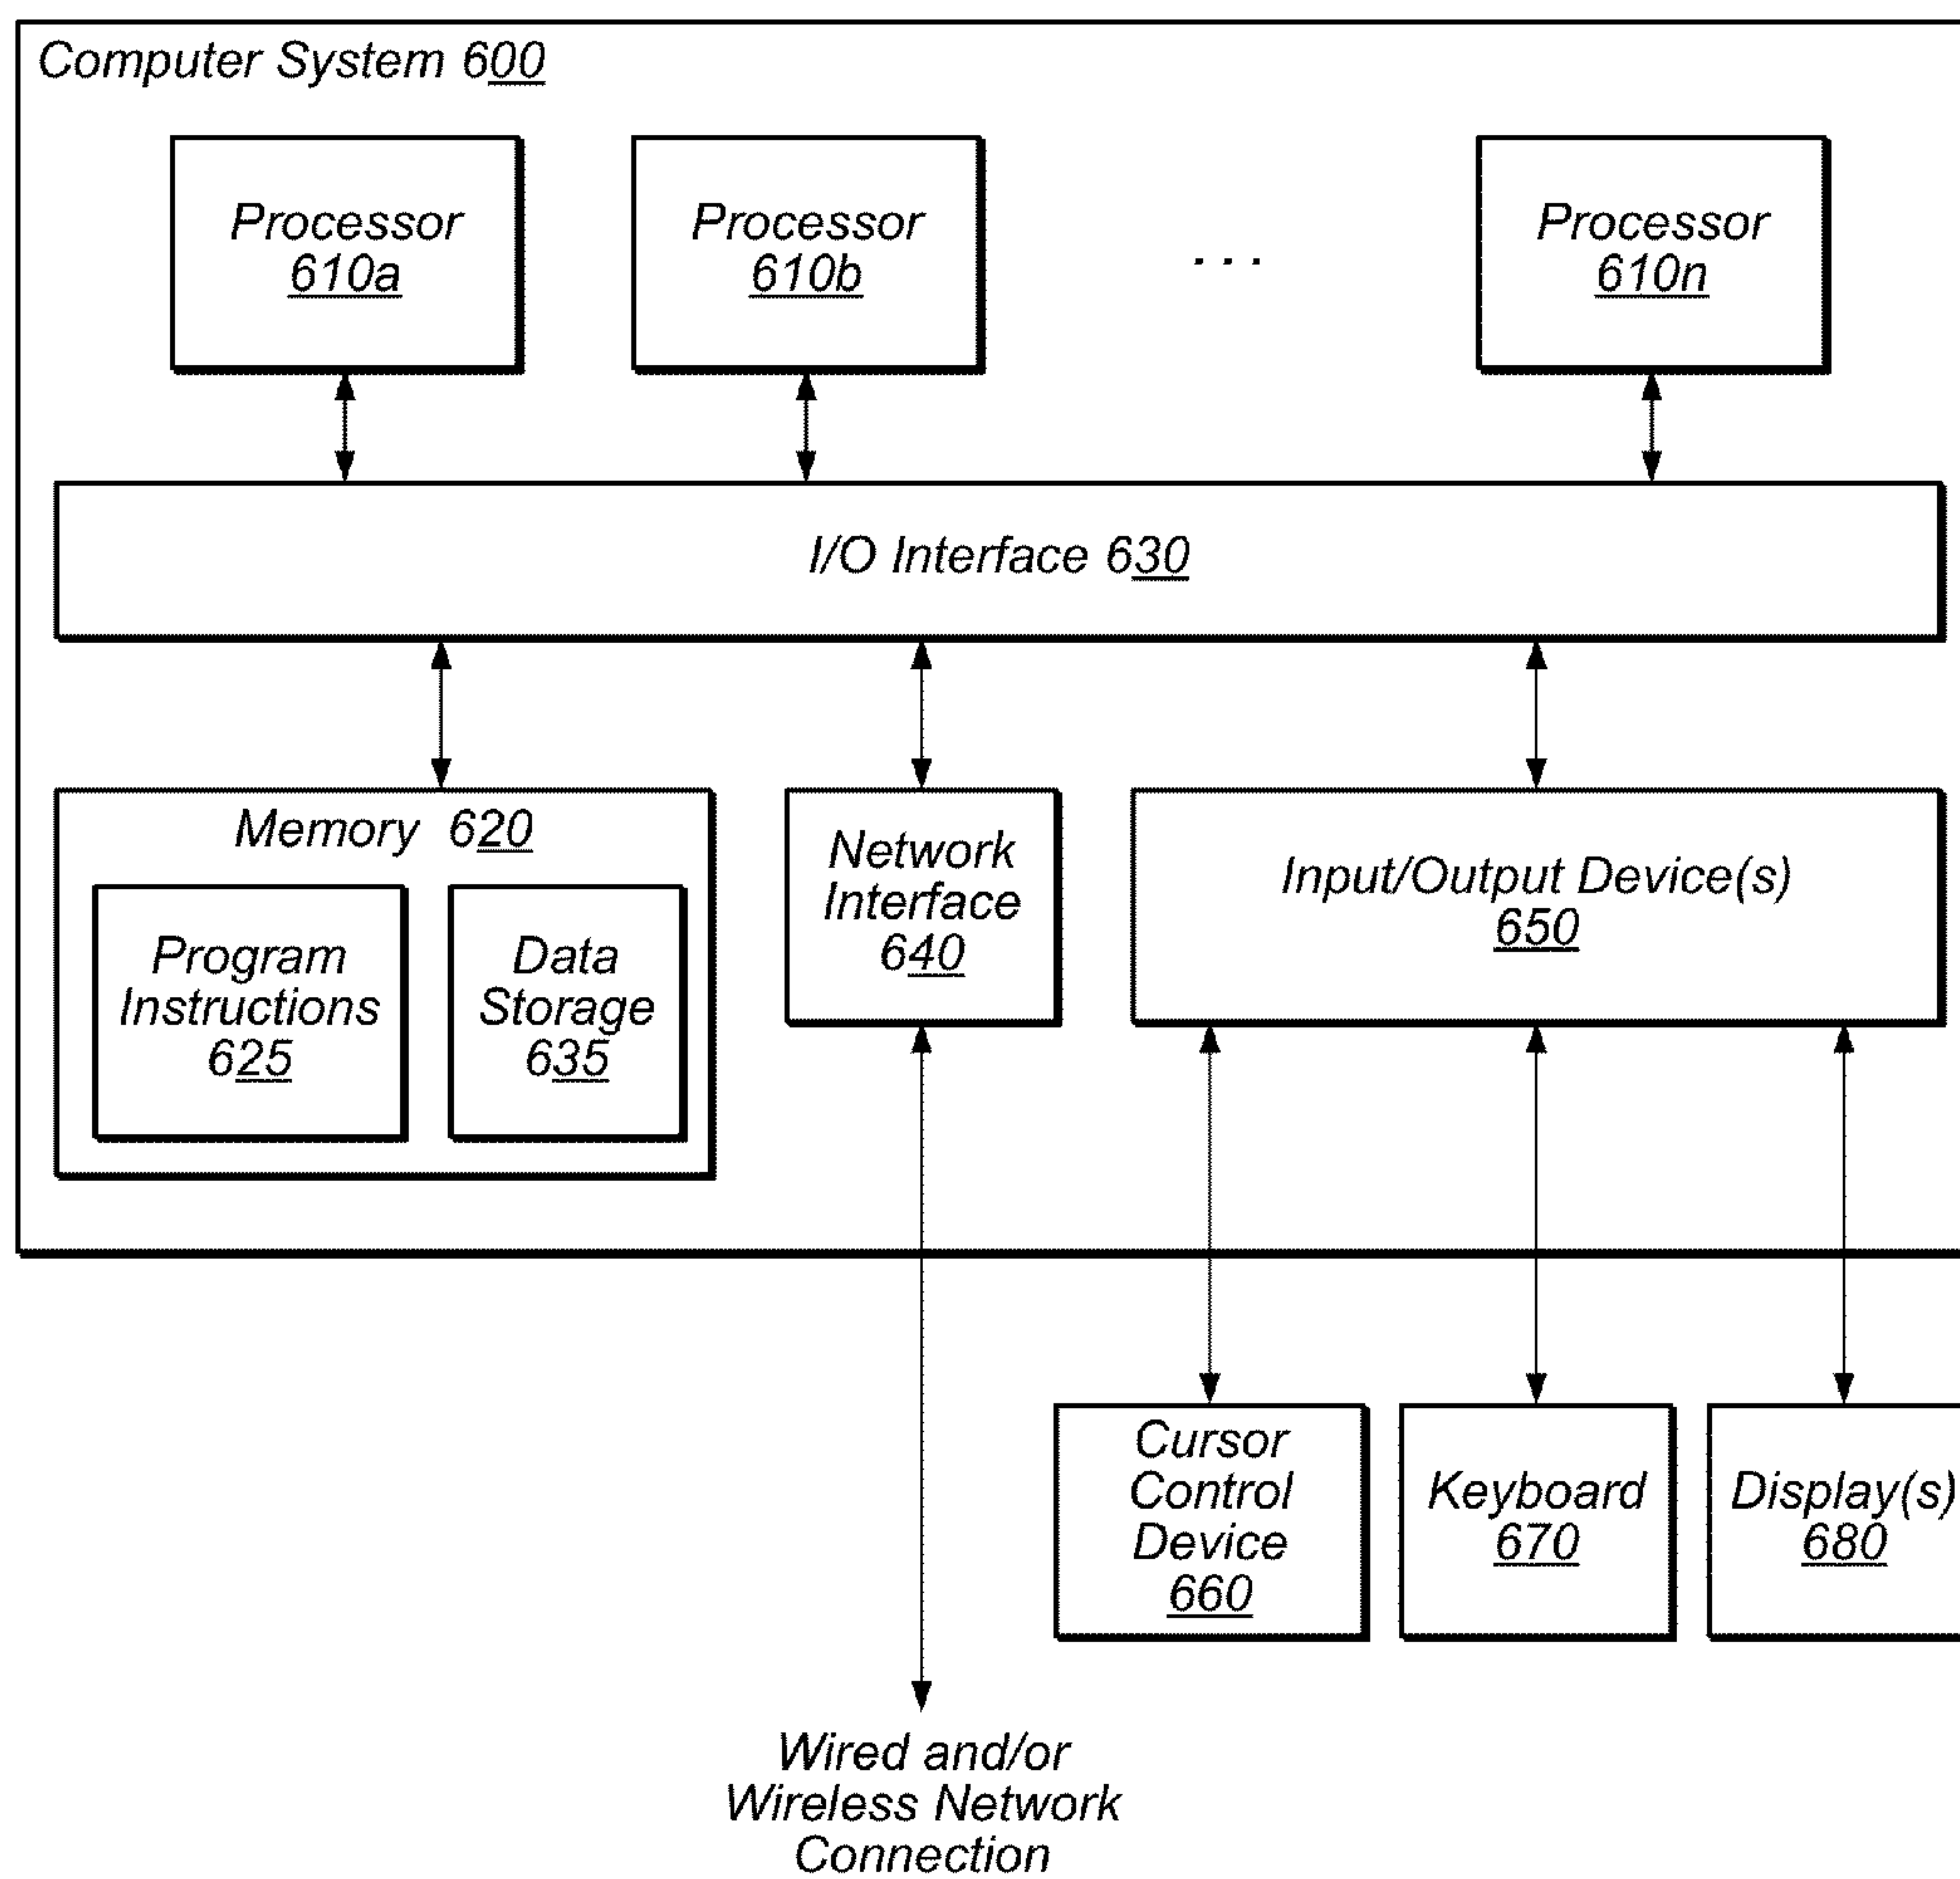 Computer System 600
Processor
610a
Processor
610b
. . .
Processor
610n
I/O Interface 630
Memory 620
Program
Instructions
625
Data
Storage
635
Network
Interface
640
Input/Output Device(s)
650
Cursor
Control
Device
660
Keyboard
670
Display(s)
680
Wired and/or
Wireless Network
Connection